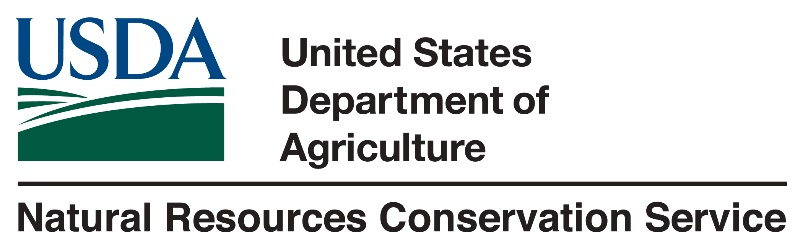 USDA
United States
Department of
Agriculture
Natural Resources Conservation Service